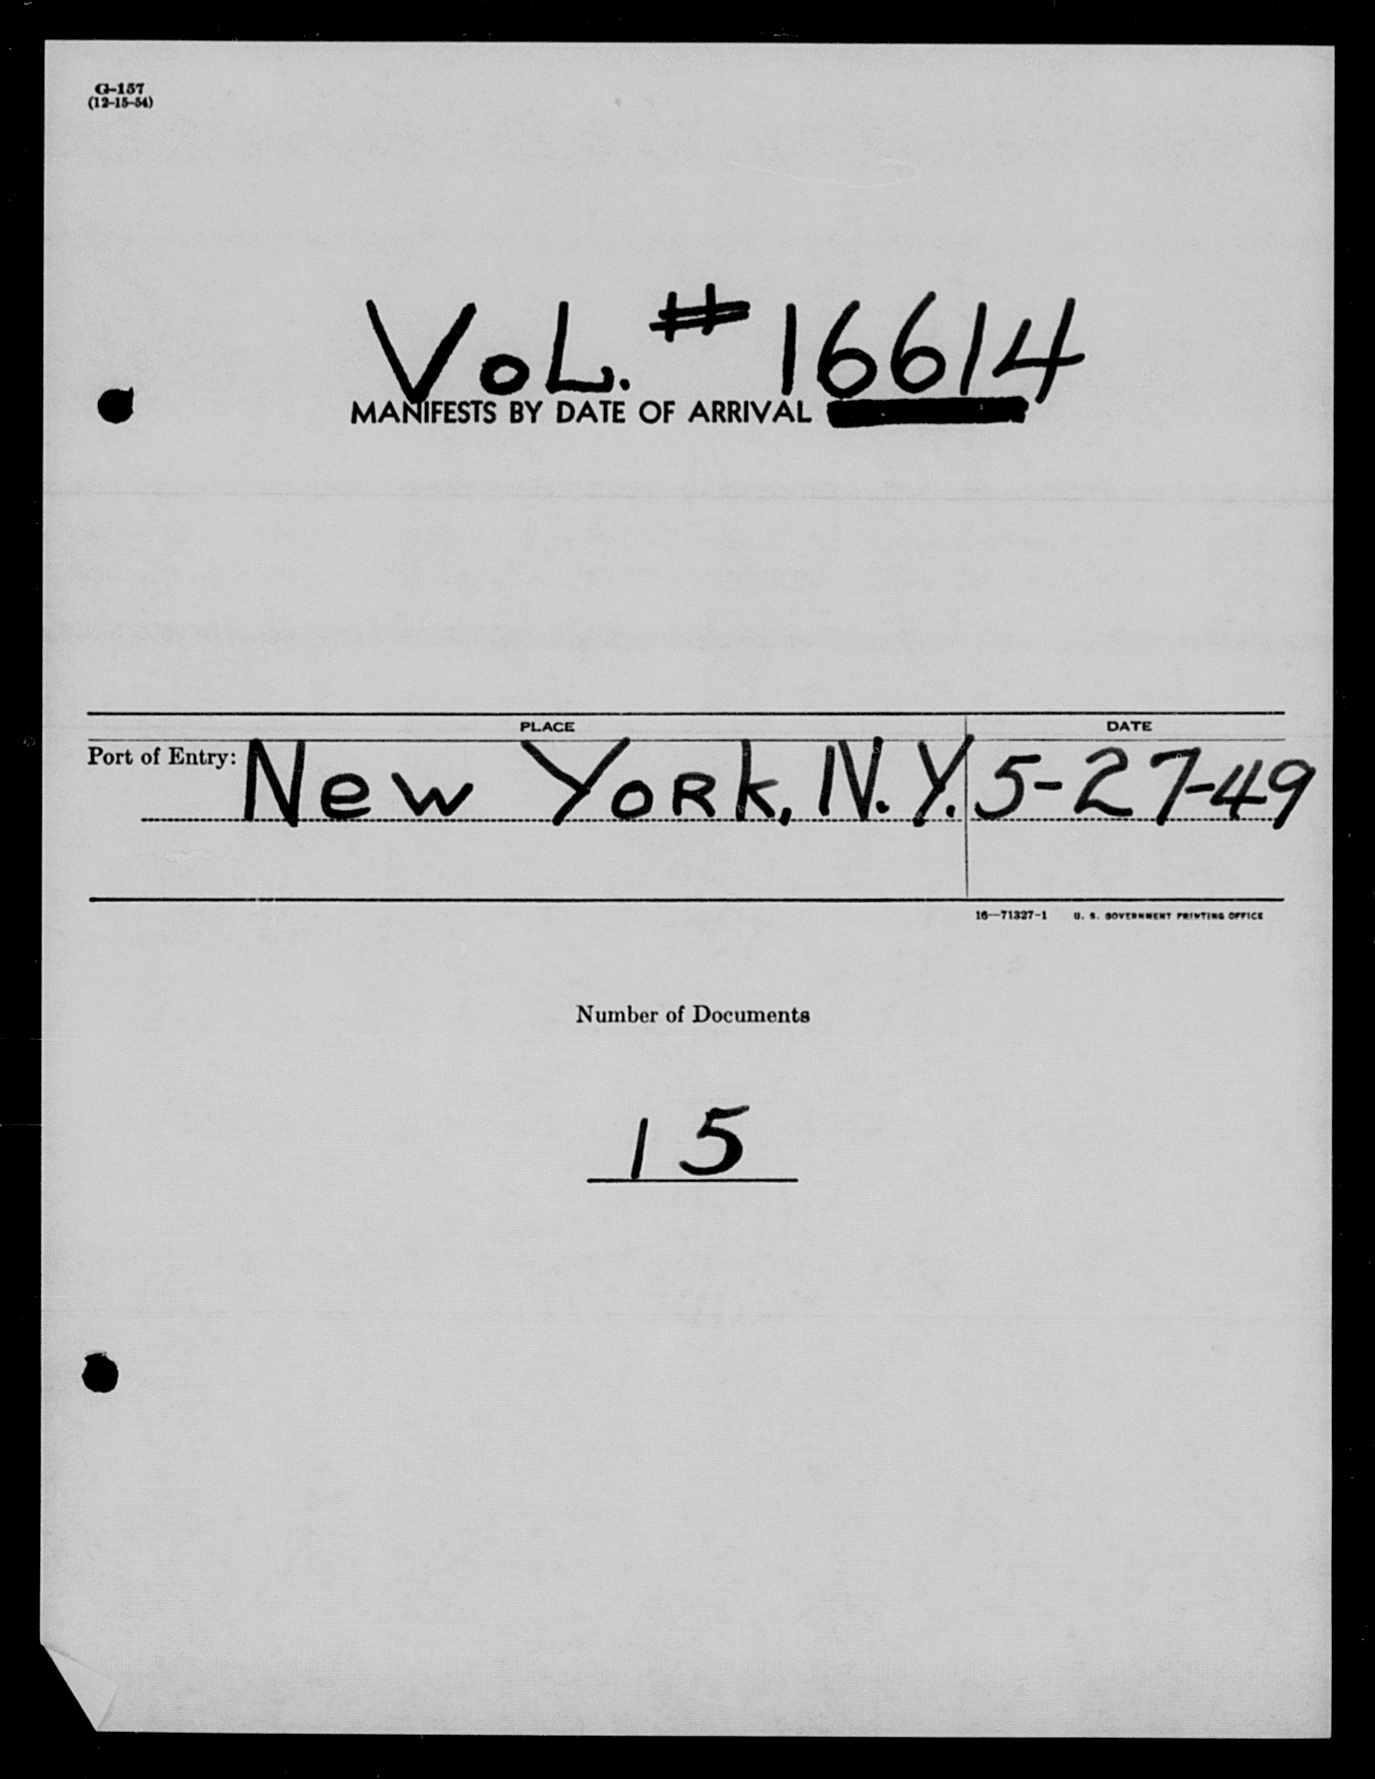 G-157
(12-15-54)
VoL. # 16614
MANIFESTS BY DATE OF ARRIVAL
PLACE
DATE
Port of Entry: New York, N.Y. 5-27-49
16—71327-1 U. S. GOVERNMENT PRINTING OFFICE
Number of Documents
15